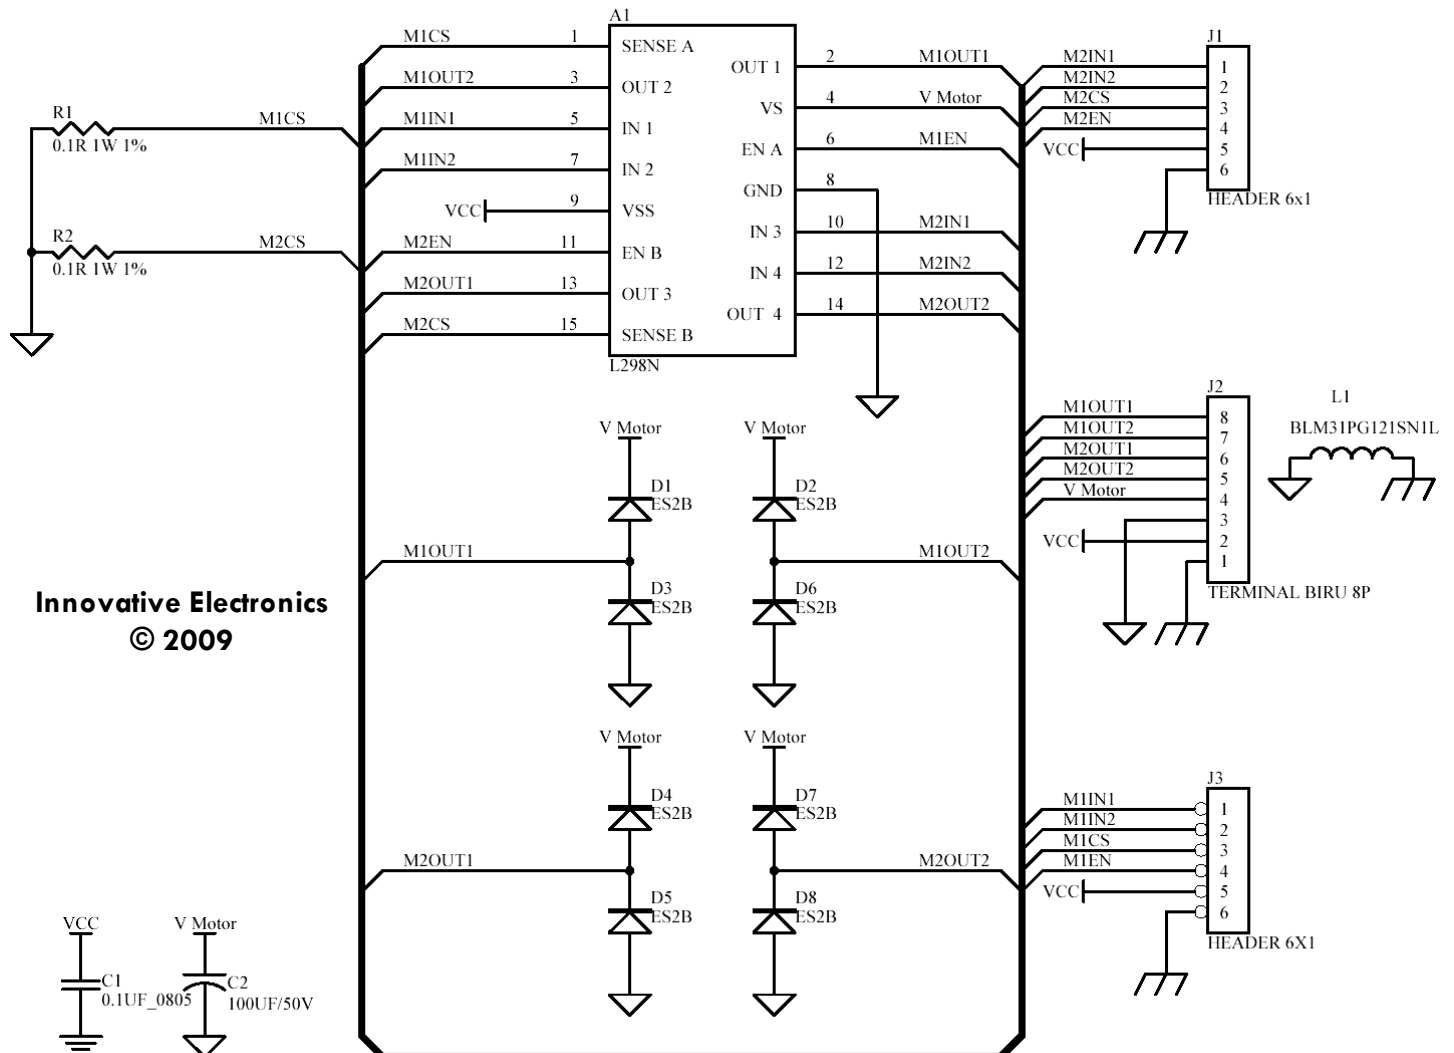 A1
M1CS 1 SENSE A
M1OUT2 3 OUT 2
M1IN1 5 IN 1
M1IN2 7 IN 2
VCC 9 VSS
M2EN 11 EN B
M2OUT1 13 OUT 3
M2CS 15 SENSE B
OUT 1 2 M1OUT1
VS 4 V Motor
EN A 6 M1EN
GND 8
IN 3 10 M2IN1
IN 4 12 M2IN2
OUT 4 14 M2OUT2
L298N
R1
0.1R 1W 1%
M1CS
R2
0.1R 1W 1%
M2CS
J1
M2IN1 1
M2IN2 2
M2CS 3
M2EN 4
VCC 5
6
HEADER 6x1
J2
M1OUT1 8
M1OUT2 7
M2OUT1 6
M2OUT2 5
V Motor 4
3
VCC 2
1
TERMINAL BIRU 8P
L1
BLM31PG121SN1L
V Motor
D1
ES2B
M1OUT1
D3
ES2B
V Motor
D2
ES2B
M1OUT2
D6
ES2B
Innovative Electronics
© 2009
V Motor
D4
ES2B
M2OUT1
D5
ES2B
V Motor
D7
ES2B
M2OUT2
D8
ES2B
J3
M1IN1 1
M1IN2 2
M1CS 3
M1EN 4
VCC 5
6
HEADER 6X1
VCC
C1
0.1UF_0805
V Motor
C2
100UF/50V